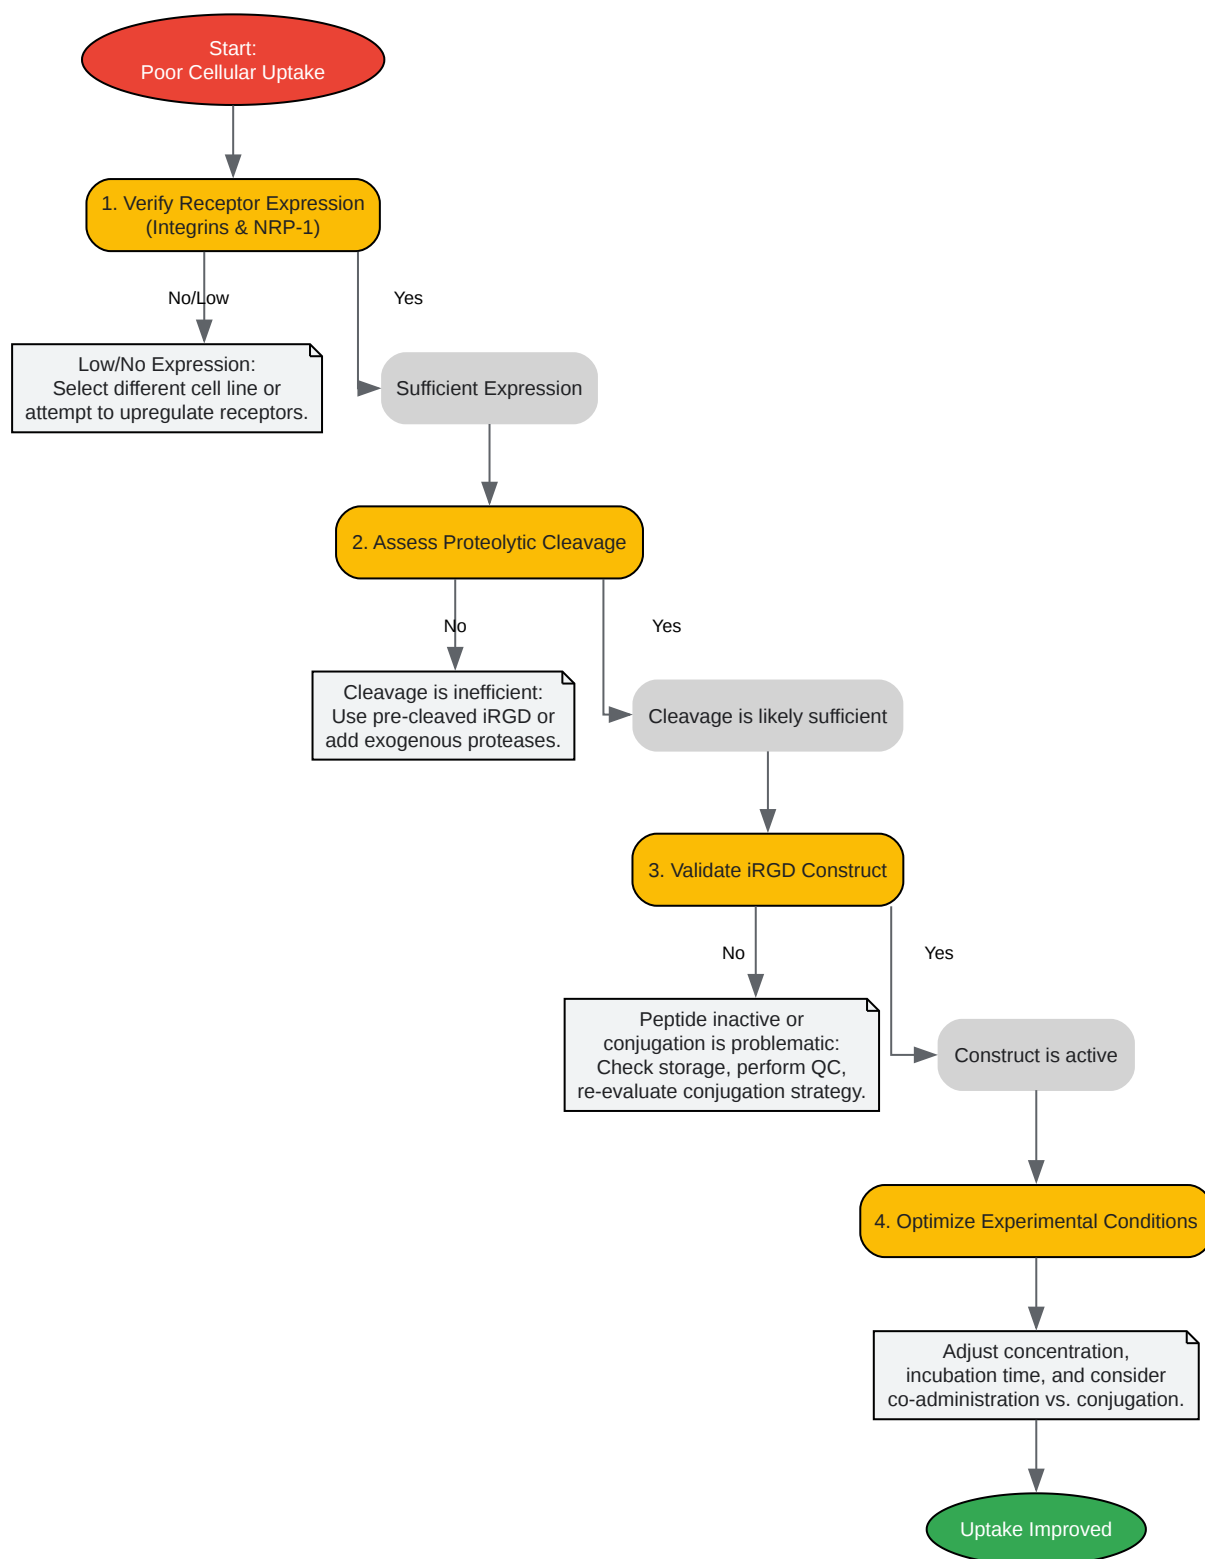 Start:
Poor Cellular Uptake
1. Verify Receptor Expression
(Integrins & NRP-1)
No/Low
Yes
Low/No Expression:
Select different cell line or
attempt to upregulate receptors.
Sufficient Expression
2. Assess Proteolytic Cleavage
No
Yes
Cleavage is inefficient:
Use pre-cleaved iRGD or
add exogenous proteases.
Cleavage is likely sufficient
3. Validate iRGD Construct
No
Yes
Peptide inactive or
conjugation is problematic:
Check storage, perform QC,
re-evaluate conjugation strategy.
Construct is active
4. Optimize Experimental Conditions
Adjust concentration,
incubation time, and consider
co-administration vs. conjugation.
Uptake Improved